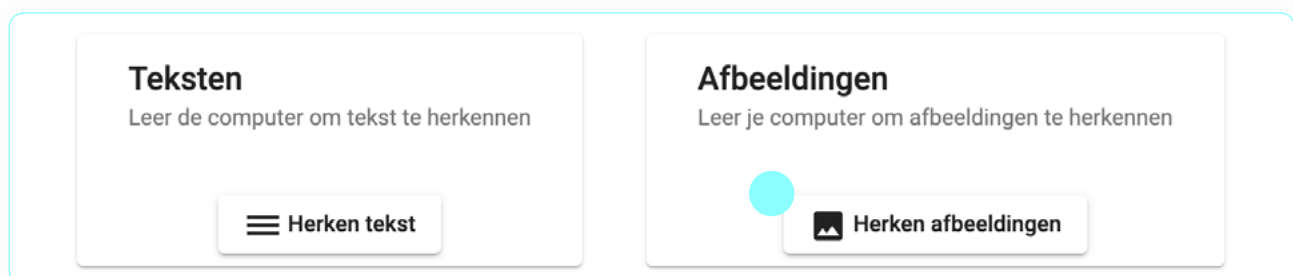 Teksten
Leer de computer om tekst te herkennen
Herken tekst
Afbeeldingen
Leer je computer om afbeeldingen te herkennen
Herken afbeeldingen